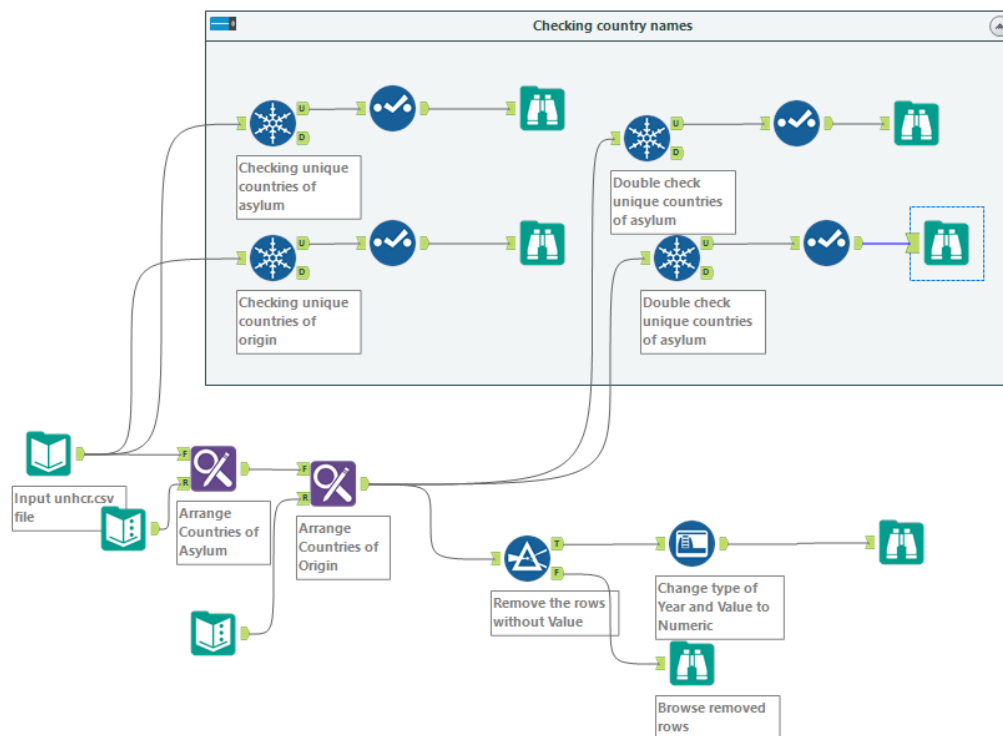 Checking country names
U
D
Checking unique
countries of
asylum
U
D
Double check
unique countries
of asylum
U
D
Checking unique
countries of
origin
U
D
Double check
unique countries
of asylum
Input unhcr.csv
file
F
R
Arrange
Countries of
Asylum
F
R
Arrange
Countries of
Origin
T
F
Remove the rows
without Value
Change type of
Year and Value to
Numeric
Browse removed
rows